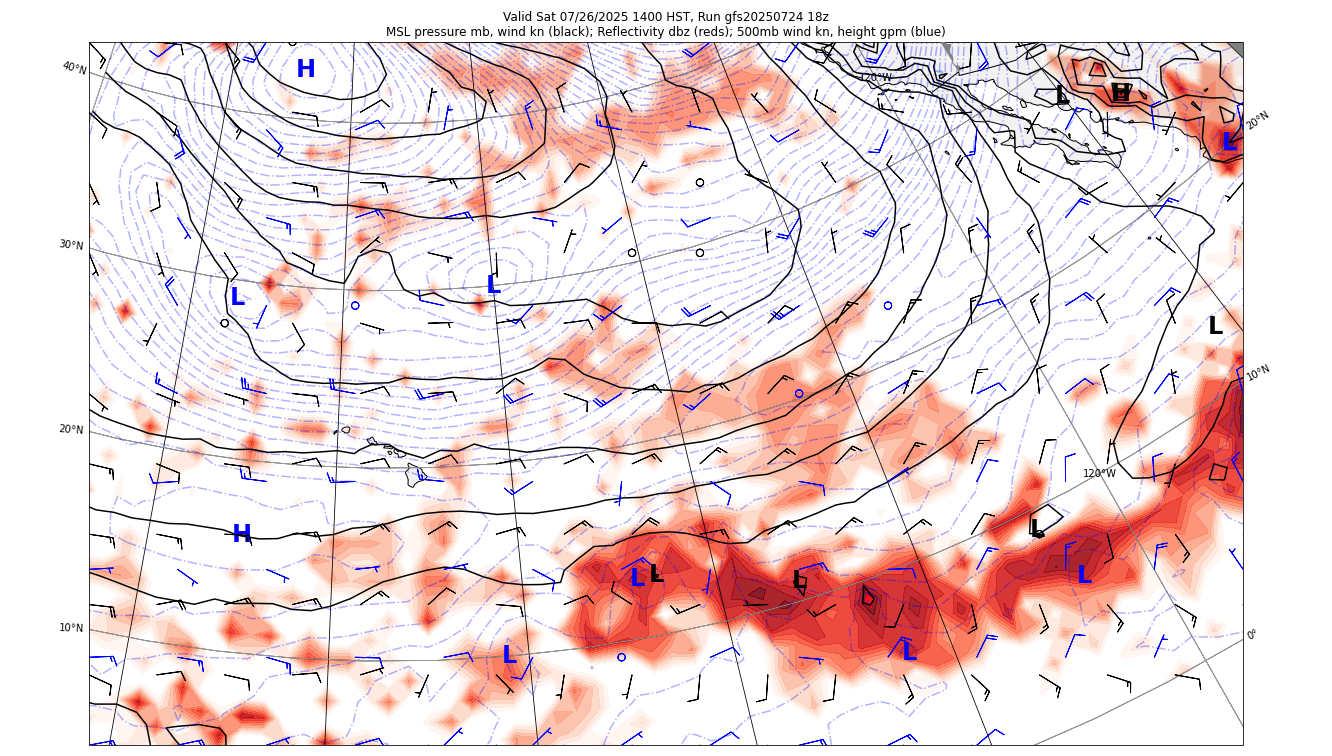 Valid Sat 07/26/2025 1400 HST, Run gfs20250724 18z
MSL pressure mb, wind kn (black); Reflectivity dbz (reds); 500mb wind kn, height gpm (blue)
40°N
H
120°W
L
H
20°N
L
30°N
L
L
L
10°N
20°N
120°W
H
L
L
L
L
L
10°N
L
L
0°